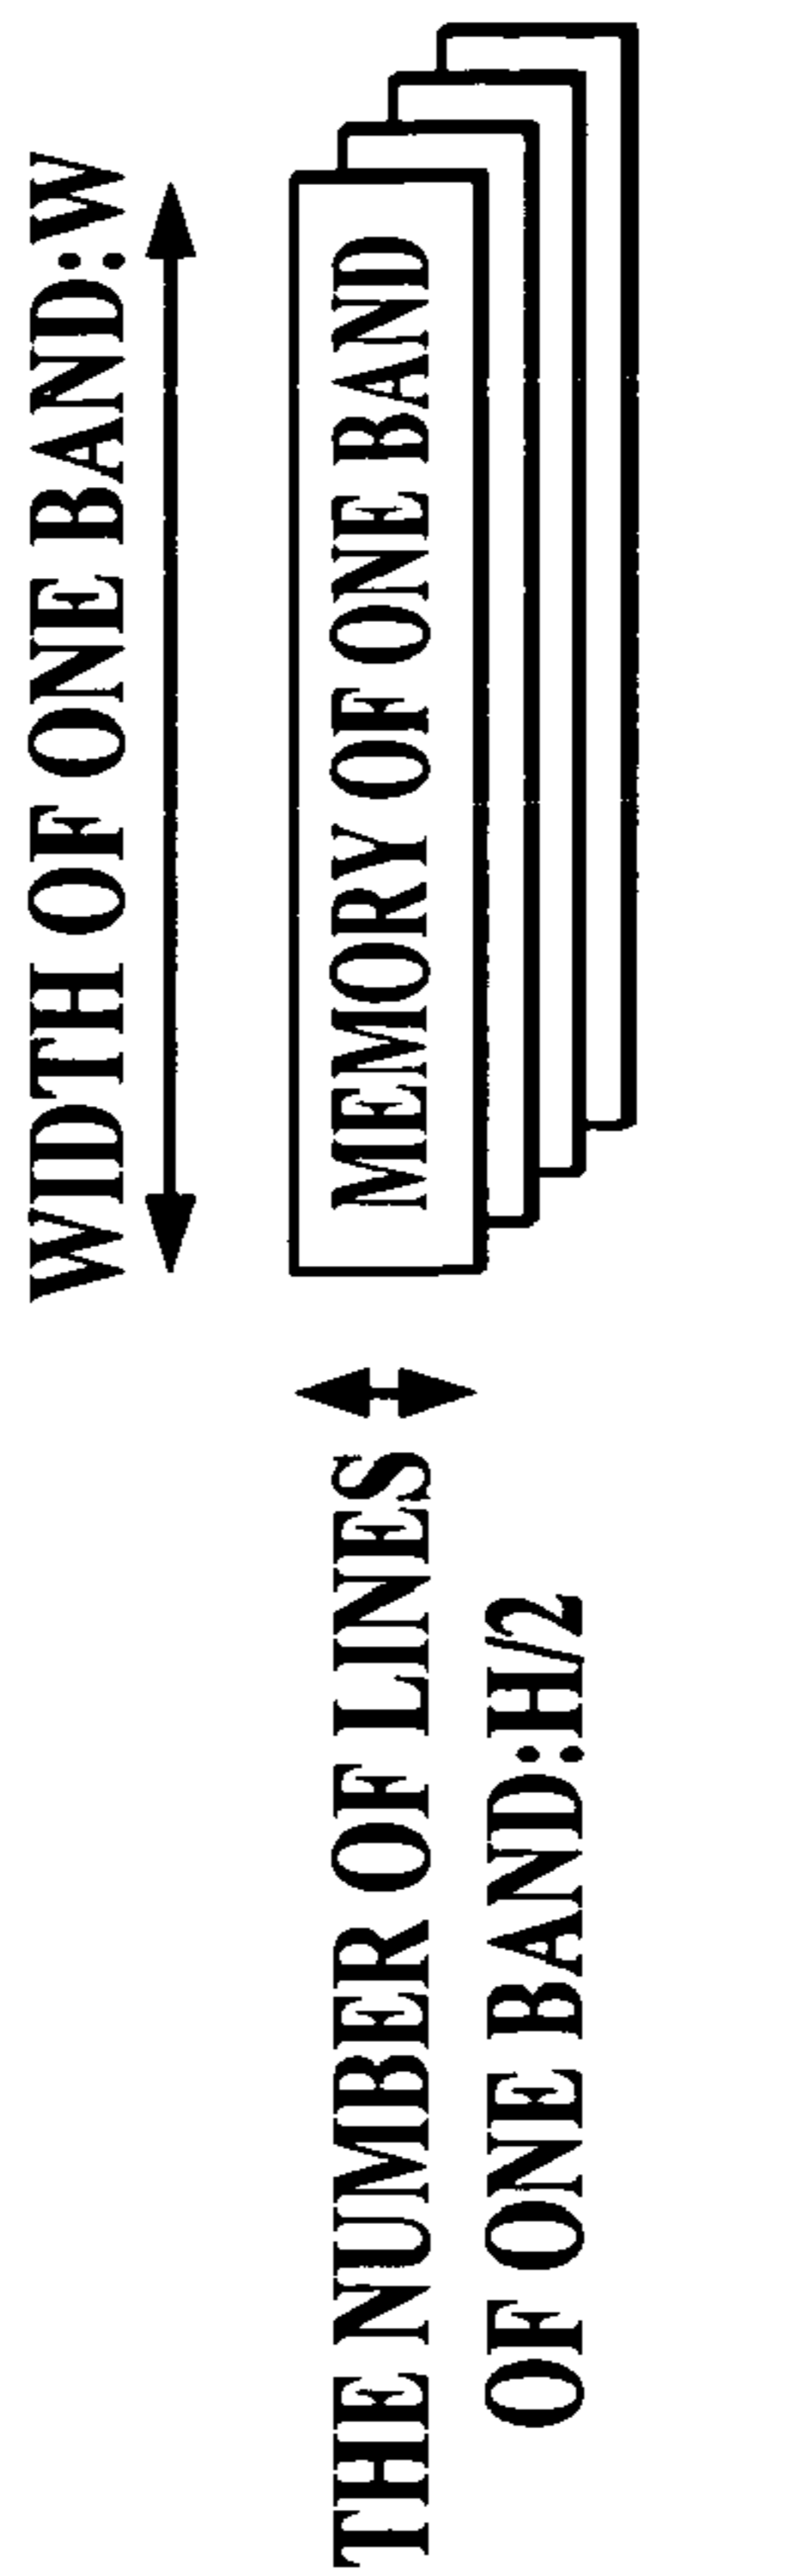 WIDTH OF ONE BAND:W
THE NUMBER OF LINES
OF ONE BAND:H/2
MEMORY OF ONE BAND